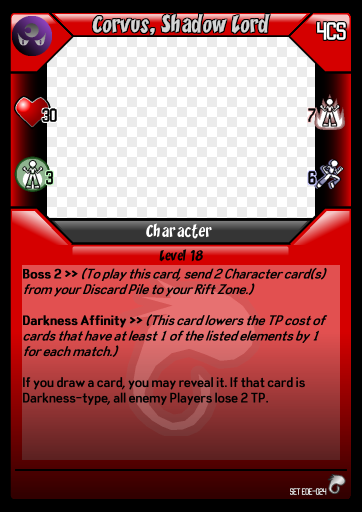 Corvus, Shadow Lord
4CS
30
7
3
6
Character
Level 18
Boss 2 >> (To play this card, send 2 Character card(s)
from your Discard Pile to your Rift Zone.)
Darkness Affinity >> (This card lowers the TP cost of
cards that have at least 1 of the listed elements by 1
for each match.)
If you draw a card, you may reveal it. If that card is
Darkness-type, all enemy Players lose 2 TP.
SET EOE-024